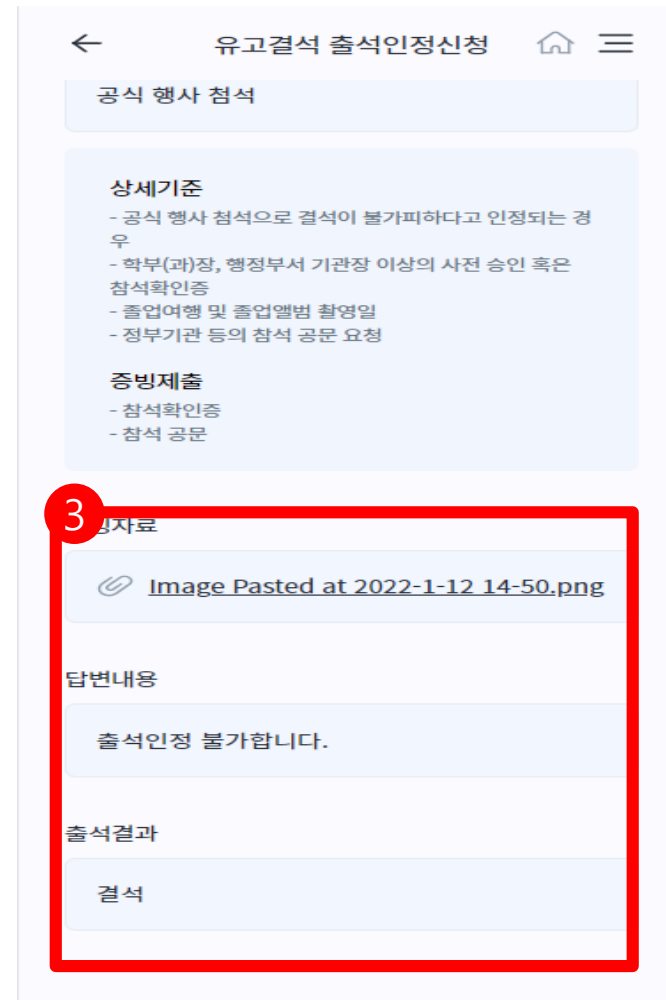 유고결석 출석인정신청
공식 행사 첨석
상세기준
- 공식 행사 첨석으로 결석이 불가피하다고 인정되는 경
우
- 학부(과)장, 행정부서 기관장 이상의 사전 승인 혹은
참석확인증
- 졸업여행 및 졸업앨범 촬영일
- 정부기관 등의 참석 공문 요청
증빙제출
- 참석확인증
- 참석 공문
3
빙자료
Image Pasted at 2022-1-12 14-50.png
답변내용
출석인정 불가합니다.
출석결과
결석